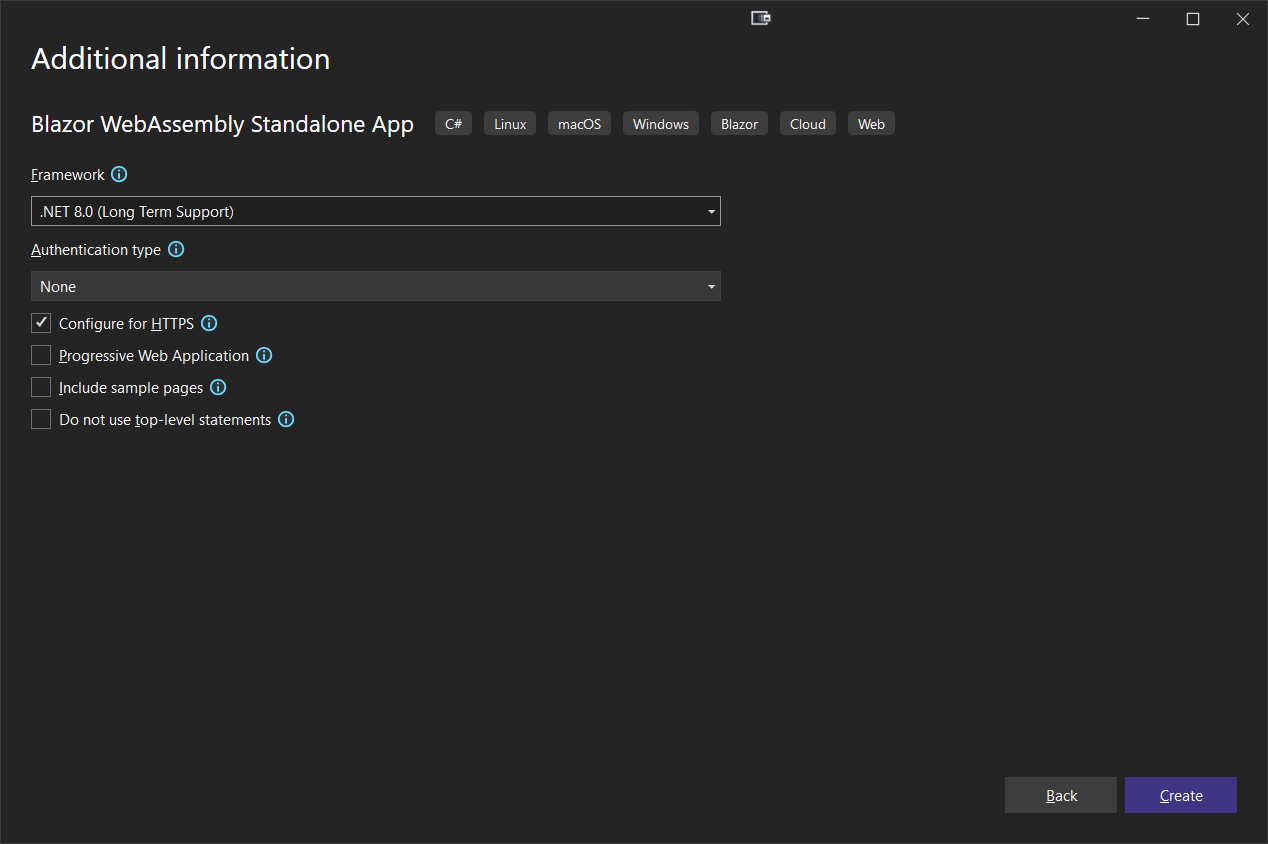 Additional information
Blazor WebAssembly Standalone App C# Linux macOS Windows Blazor Cloud Web
Framework
.NET 8.0 (Long Term Support)
Authentication type
None
Configure for HTTPS
Progressive Web Application
Include sample pages
Do not use top-level statements
Back Create